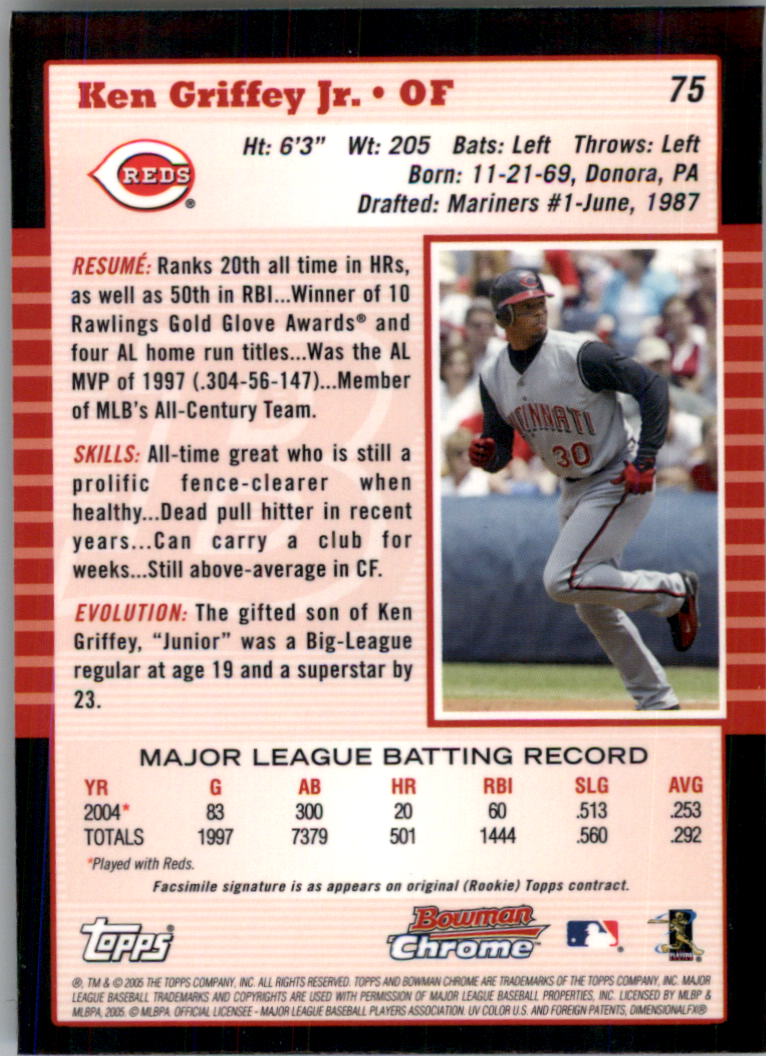 Ken Griffey Jr. • OF
75
REDS®
Ht: 6'3" Wt: 205 Bats: Left Throws: Left
Born: 11-21-69, Donora, PA
Drafted: Mariners #1-June, 1987
RESUMÉ: Ranks 20th all time in HRs,
as well as 50th in RBI...Winner of 10
Rawlings Gold Glove Awards® and
four AL home run titles...Was the AL
MVP of 1997 (.304-56-147)...Member
of MLB's All-Century Team.
SKILLS: All-time great who is still a
prolific fence-clearer when
healthy...Dead pull hitter in recent
years...Can carry a club for
weeks...Still above-average in CF.
EVOLUTION: The gifted son of Ken
Griffey, “Junior” was a Big-League
regular at age 19 and a superstar by
23.
CINCINNATI
30
MAJOR LEAGUE BATTING RECORD
YR G AB HR RBI SLG AVG
2004* 83 300 20 60 .513 .253
TOTALS 1997 7379 501 1444 .560 .292
*Played with Reds.
Facsimile signature is as appears on original (Rookie) Topps contract.
Topps®
Bowman
Chrome™
®, TM & © 2005 THE TOPPS COMPANY, INC. ALL RIGHTS RESERVED. TOPPS AND BOWMAN CHROME ARE TRADEMARKS OF THE TOPPS COMPANY, INC. MAJOR
LEAGUE BASEBALL TRADEMARKS AND COPYRIGHTS ARE USED WITH PERMISSION OF MAJOR LEAGUE BASEBALL PROPERTIES, INC. LICENSED BY MLBP &
MLBPA, 2005. © MLBPA. OFFICIAL LICENSEE - MAJOR LEAGUE BASEBALL PLAYERS ASSOCIATION. UV COLOR U.S. AND FOREIGN PATENTS, DIMENSIONALFX®